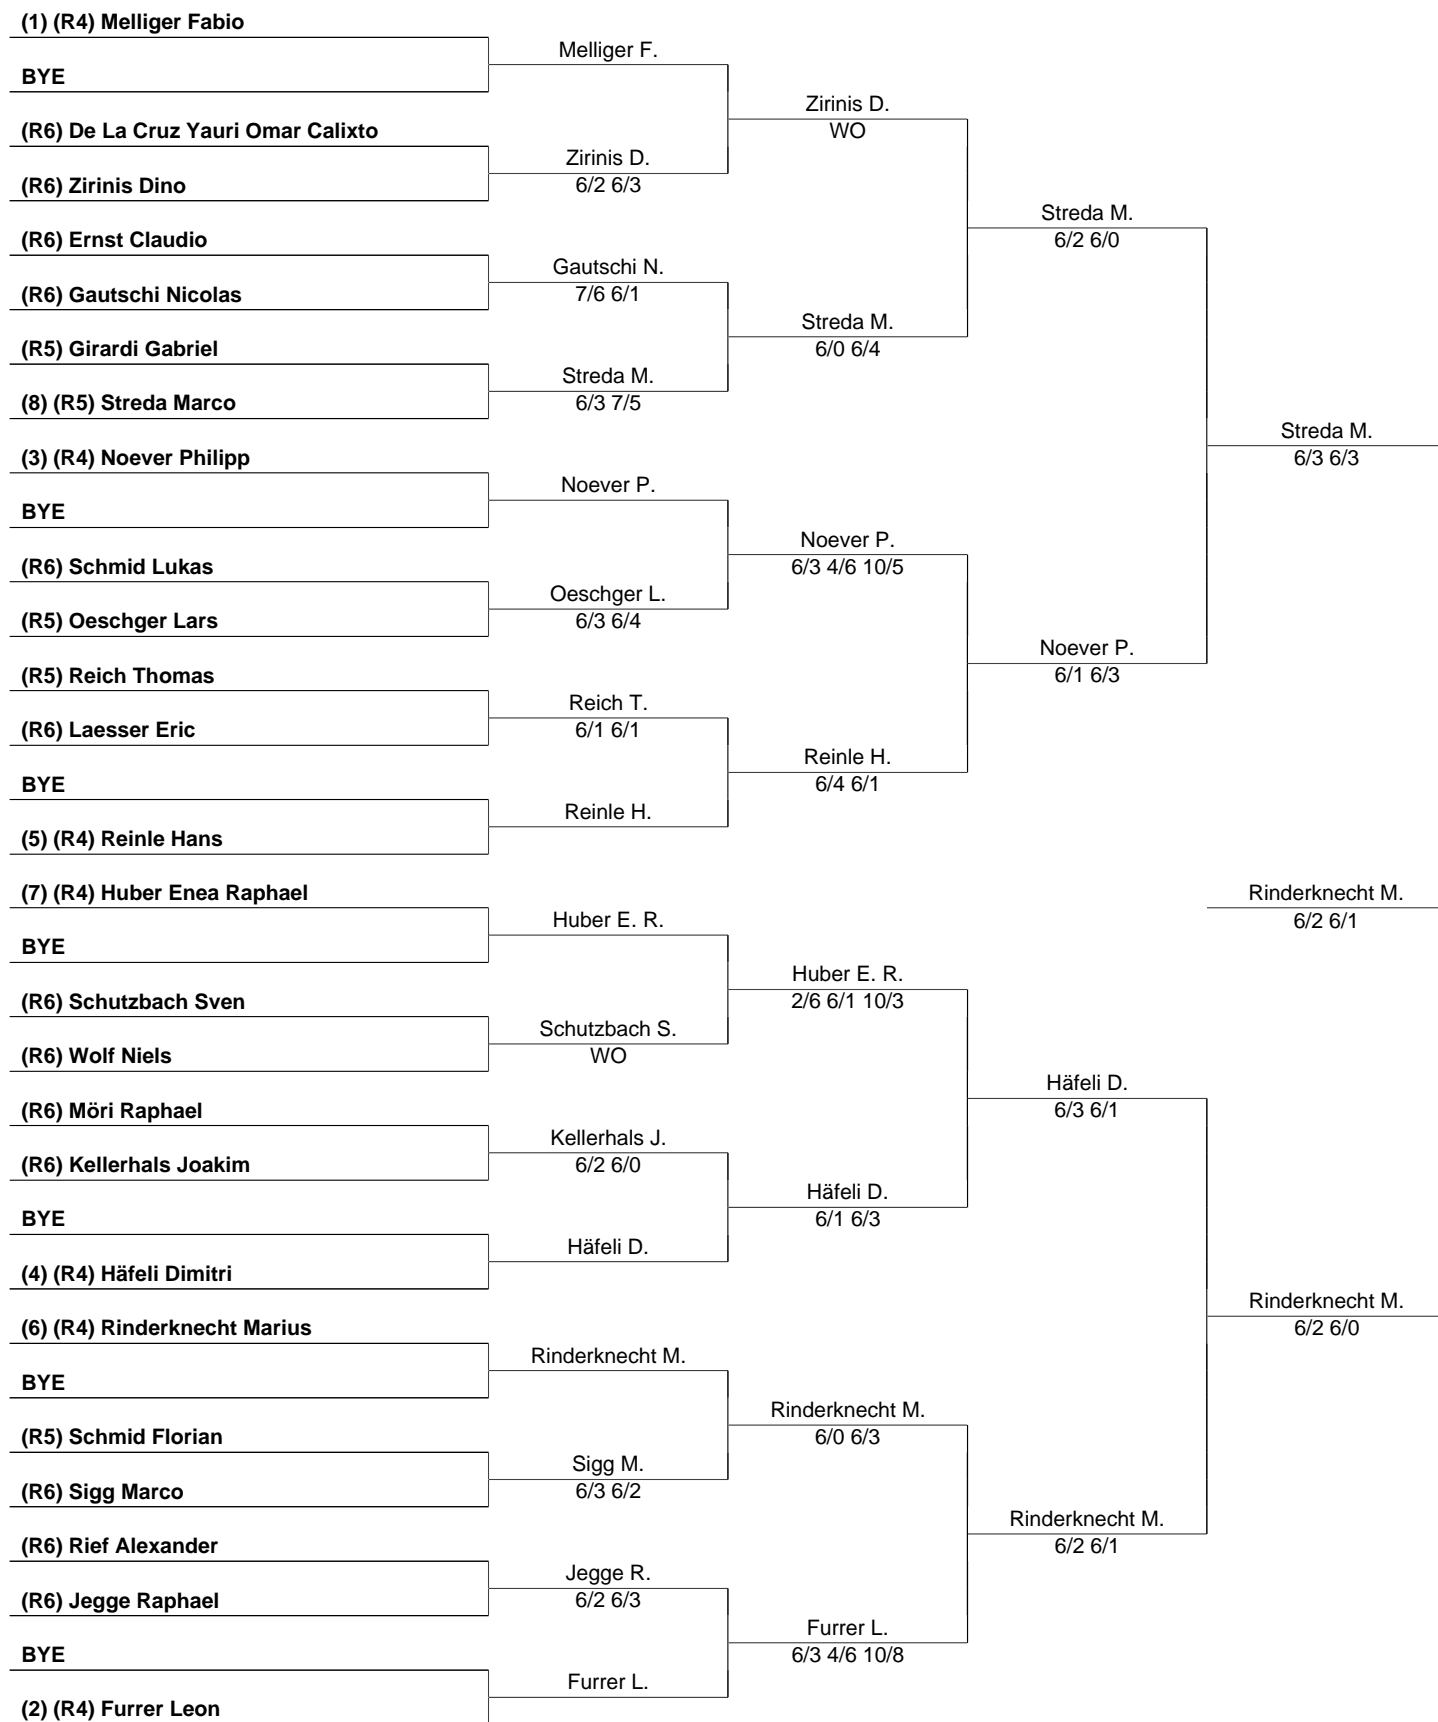 (1) (R4) Melliger Fabio
BYE
(R6) De La Cruz Yauri Omar Calixto
(R6) Zirinis Dino
(R6) Ernst Claudio
(R6) Gautschi Nicolas
(R5) Girardi Gabriel
(8) (R5) Streda Marco
(3) (R4) Noever Philipp
BYE
(R6) Schmid Lukas
(R5) Oeschger Lars
(R5) Reich Thomas
(R6) Laesser Eric
BYE
(5) (R4) Reinle Hans
(7) (R4) Huber Enea Raphael
BYE
(R6) Schutzbach Sven
(R6) Wolf Niels
(R6) Möri Raphael
(R6) Kellerhals Joakim
BYE
(4) (R4) Häfeli Dimitri
(6) (R4) Rinderknecht Marius
BYE
(R5) Schmid Florian
(R6) Sigg Marco
(R6) Rief Alexander
(R6) Jegge Raphael
BYE
(2) (R4) Furrer Leon
Melliger F.
Zirinis D.
6/2 6/3
Gautschi N.
7/6 6/1
Streda M.
6/3 7/5
Noever P.
Oeschger L.
6/3 6/4
Reich T.
6/1 6/1
Reinle H.
Huber E. R.
Schutzbach S.
WO
Kellerhals J.
6/2 6/0
Häfeli D.
Rinderknecht M.
Sigg M.
6/3 6/2
Jegge R.
6/2 6/3
Furrer L.
Zirinis D.
WO
Streda M.
6/0 6/4
Noever P.
6/3 4/6 10/5
Reinle H.
6/4 6/1
Huber E. R.
2/6 6/1 10/3
Häfeli D.
6/1 6/3
Rinderknecht M.
6/0 6/3
Furrer L.
6/3 4/6 10/8
Streda M.
6/2 6/0
Noever P.
6/1 6/3
Häfeli D.
6/3 6/1
Rinderknecht M.
6/2 6/1
Streda M.
6/3 6/3
Rinderknecht M.
6/2 6/0
Rinderknecht M.
6/2 6/1